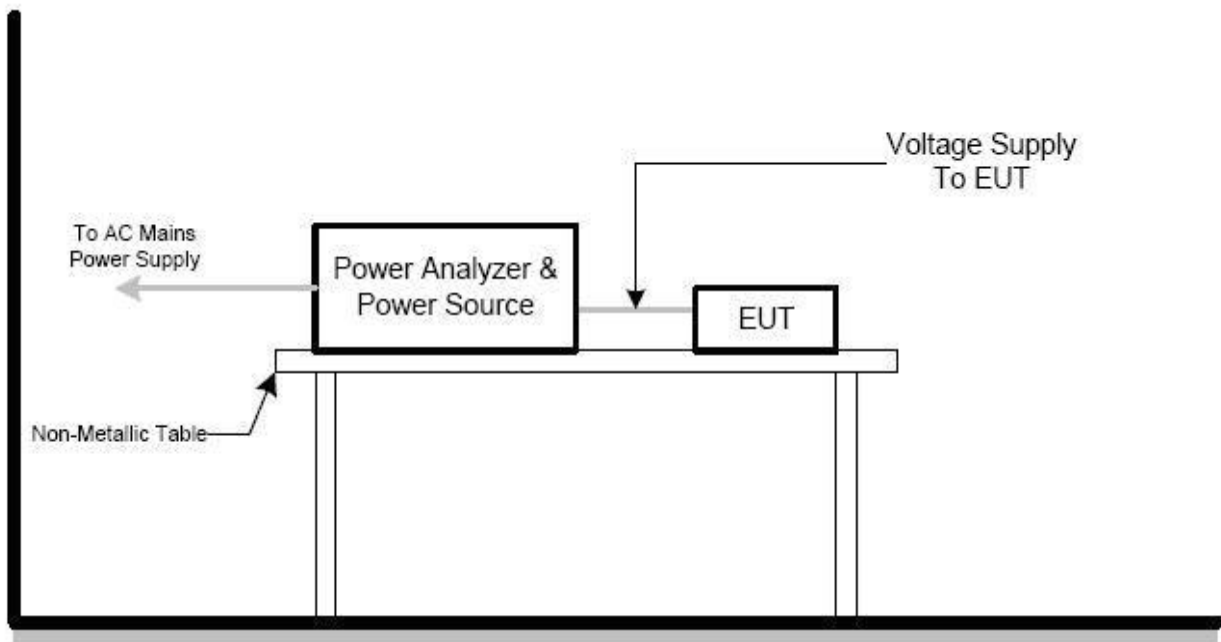 Voltage Supply
To EUT
To AC Mains
Power Supply
Power Analyzer &
Power Source
EUT
Non-Metallic Table